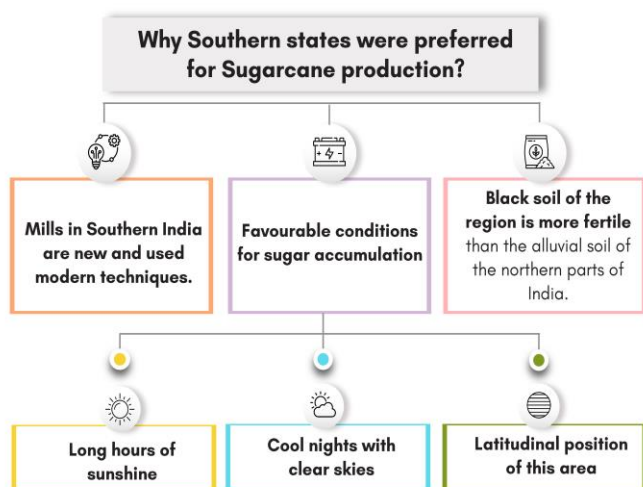 Why Southern states were preferred
for Sugarcane production?
Mills in Southern India
are new and used
modern techniques.
Favourable conditions
for sugar accumulation
Black soil of the
region is more fertile
than the alluvial soil of
the northern parts of
India.
Long hours of
sunshine
Cool nights with
clear skies
Latitudinal position
of this area